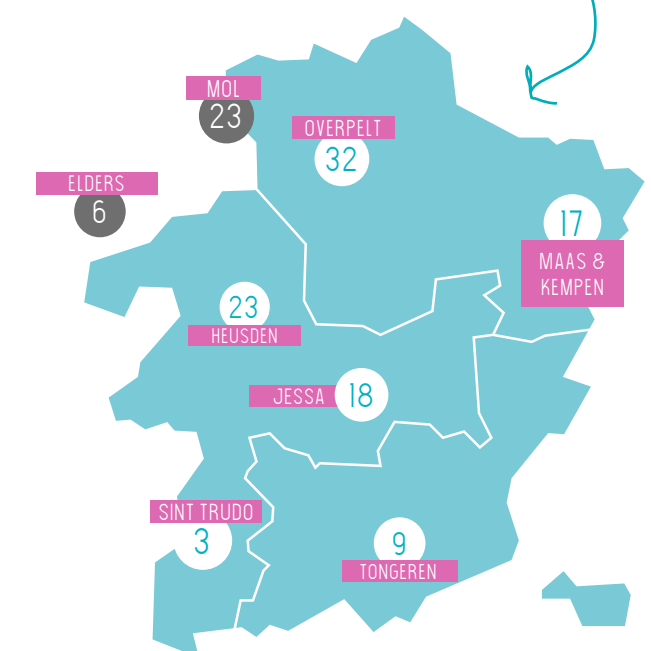 MOL
23
OVERPELT
32
ELDERS
6
17
MAAS &
KEMPEN
23
HEUSDEN
JESSA 18
SINT TRUDO
3
9
TONGEREN